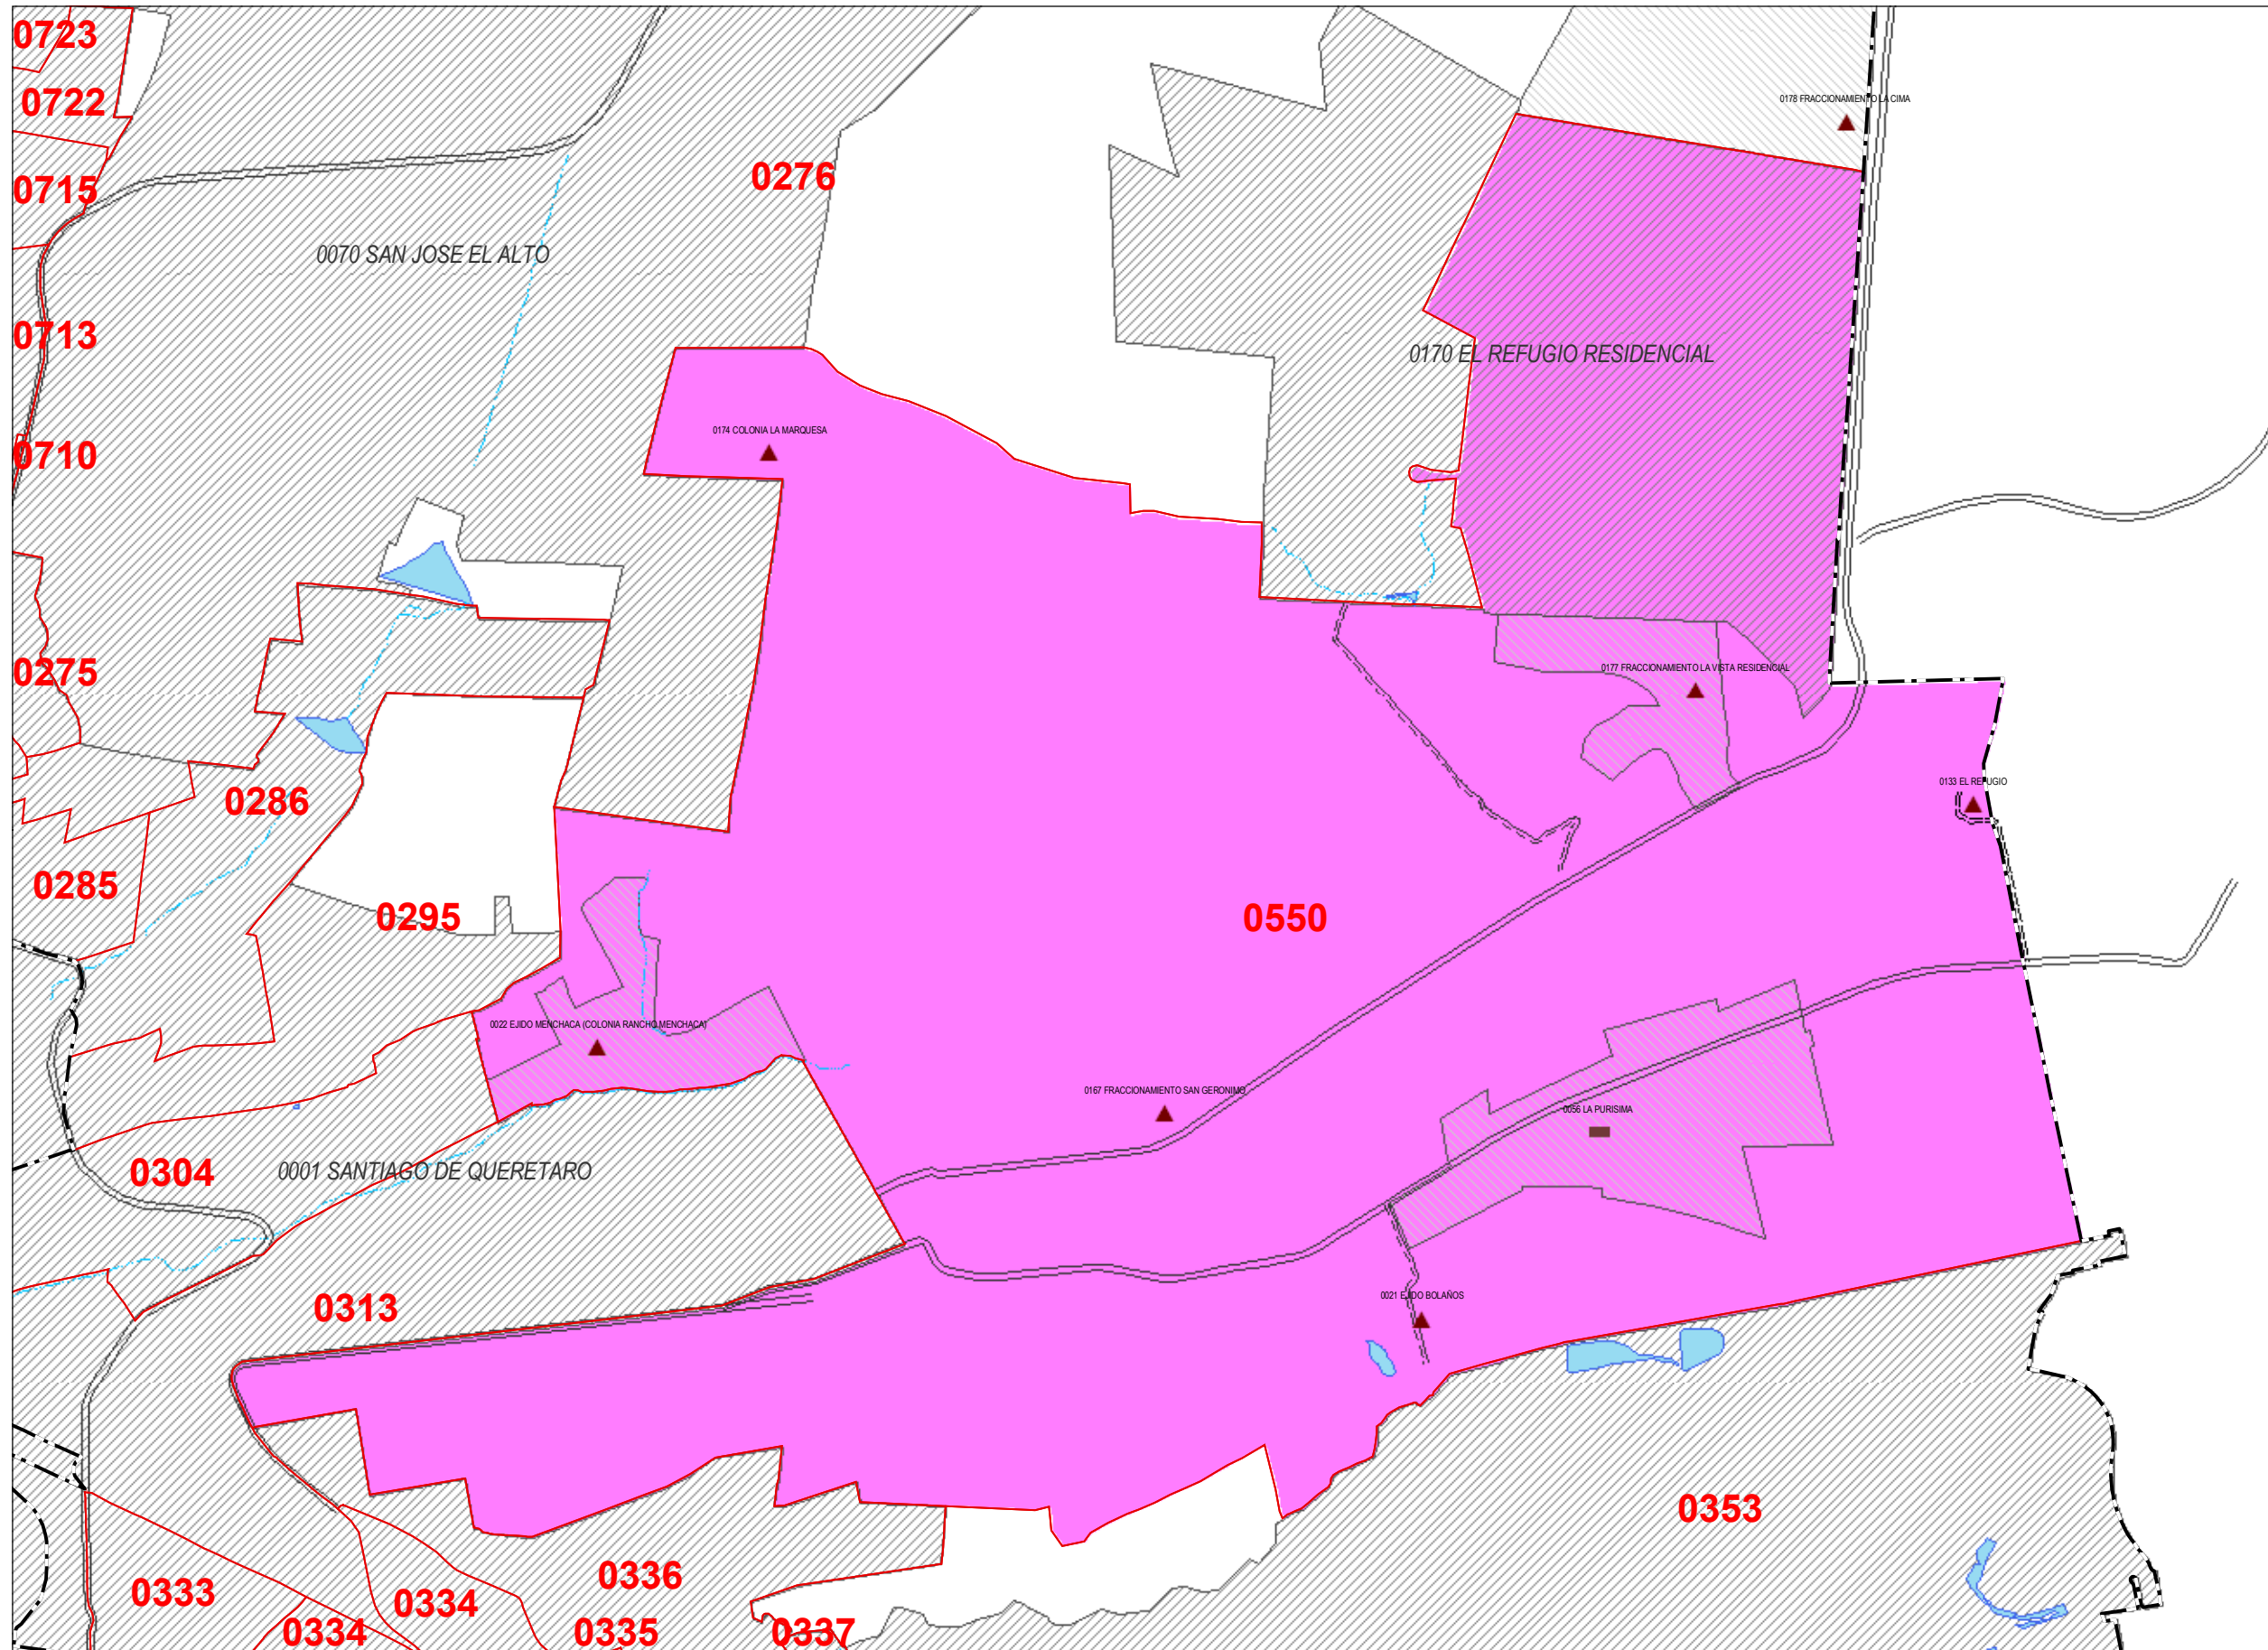 0723
0722
0178 FRACCIONAMIENTO LA CIMA
0276
0715
0070 SAN JOSE EL ALTO
0713
0170 EL REFUGIO RESIDENCIAL
0174 COLONIA LA MARQUESA
0710
0275
0177 FRACCIONAMIENTO LA VISTA RESIDENCIAL
0133 EL REFUGIO
0286
0285
0295
0550
0022 EJIDO MENCHACA (COLONIA RANCHO MENCHACA)
0167 FRACCIONAMIENTO SAN GERONIMO
0056 LA PURISIMA
0304
0001 SANTIAGO DE QUERETARO
0021 EJIDO BOLAÑOS
0313
0353
0336
0333
0334
0334
0335
0337